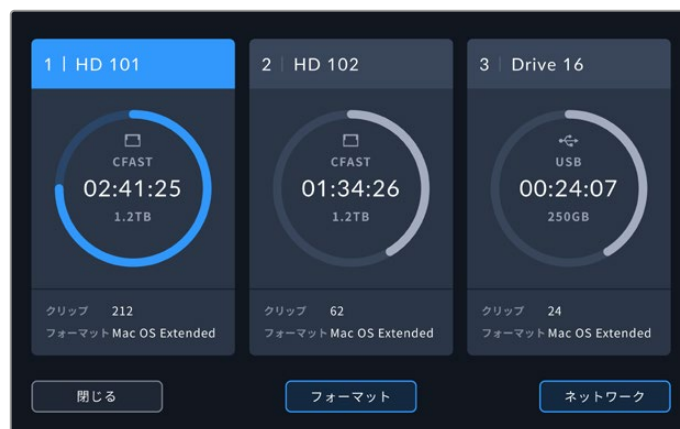 1 | HD 101
CFAST
02:41:25
1.2TB
クリップ 212
フォーマット Mac OS Extended
2 | HD 102
CFAST
01:34:26
1.2TB
クリップ 62
フォーマット Mac OS Extended
3 | Drive 16
USB
00:24:07
250GB
クリップ 24
フォーマット Mac OS Extended
閉じる
フォーマット
ネットワーク